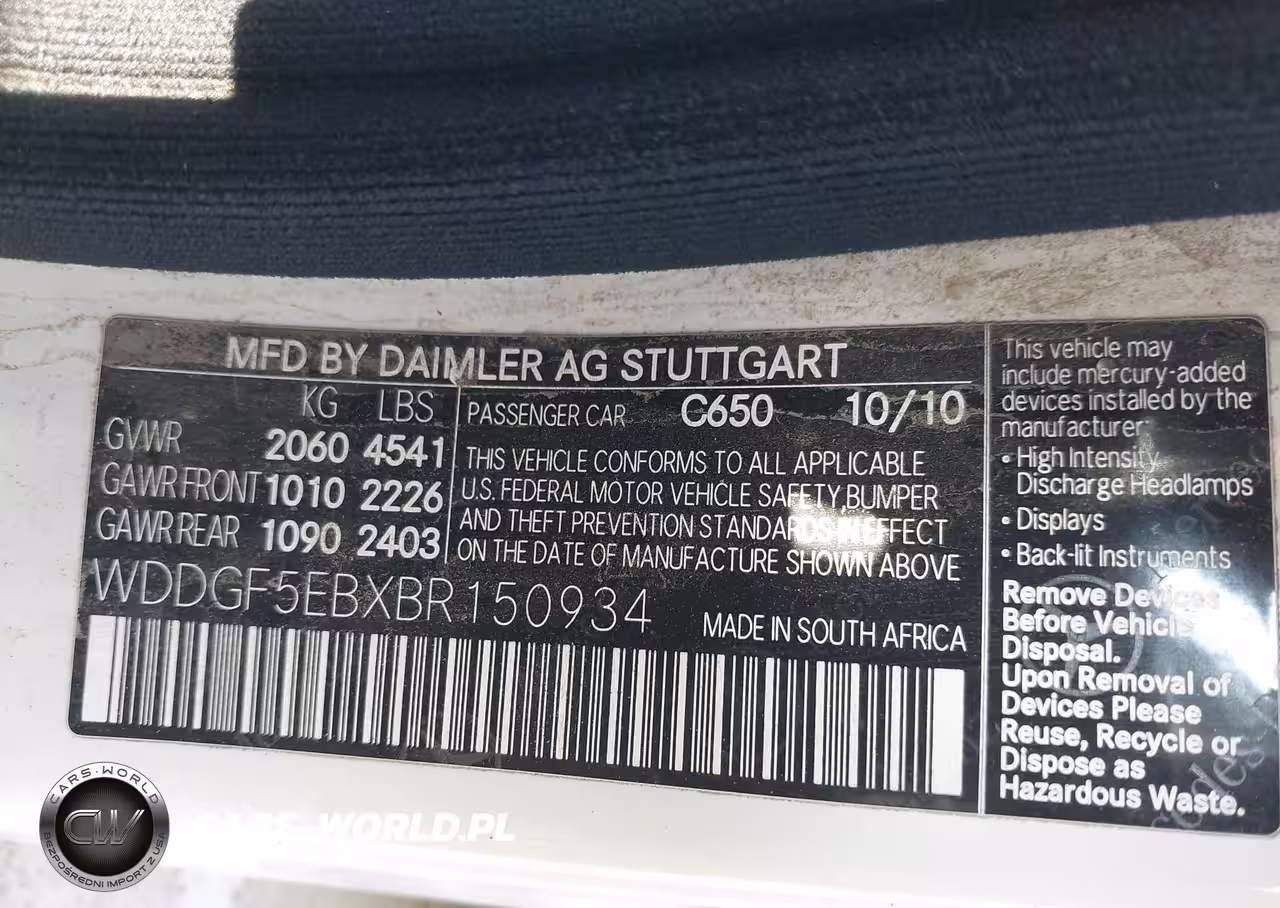 MFD BY DAIMLER AG STUTTGART
KG LBS
GVWR 2060 4541
GAWR FRONT 1010 2226
GAWR REAR 1090 2403
PASSENGER CAR C650 10/10
THIS VEHICLE CONFORMS TO ALL APPLICABLE
U.S. FEDERAL MOTOR VEHICLE SAFETY,BUMPER
AND THEFT PREVENTION STANDARDS IN EFFECT
ON THE DATE OF MANUFACTURE SHOWN ABOVE
WDDGF5EBXBR150934
MADE IN SOUTH AFRICA
This vehicle may
include mercury-added
devices installed by the
manufacturer:
• High Intensity
Discharge Headlamps
• Displays
• Back-lit Instruments
Remove Devices
Before Vehicle
Disposal.
Upon Removal of
Devices Please
Reuse, Recycle or
Dispose as
Hazardous Waste.
CARS-WORLD
CW
BEZPOŚREDNI IMPORT Z USA
CARS-WORLD.PL